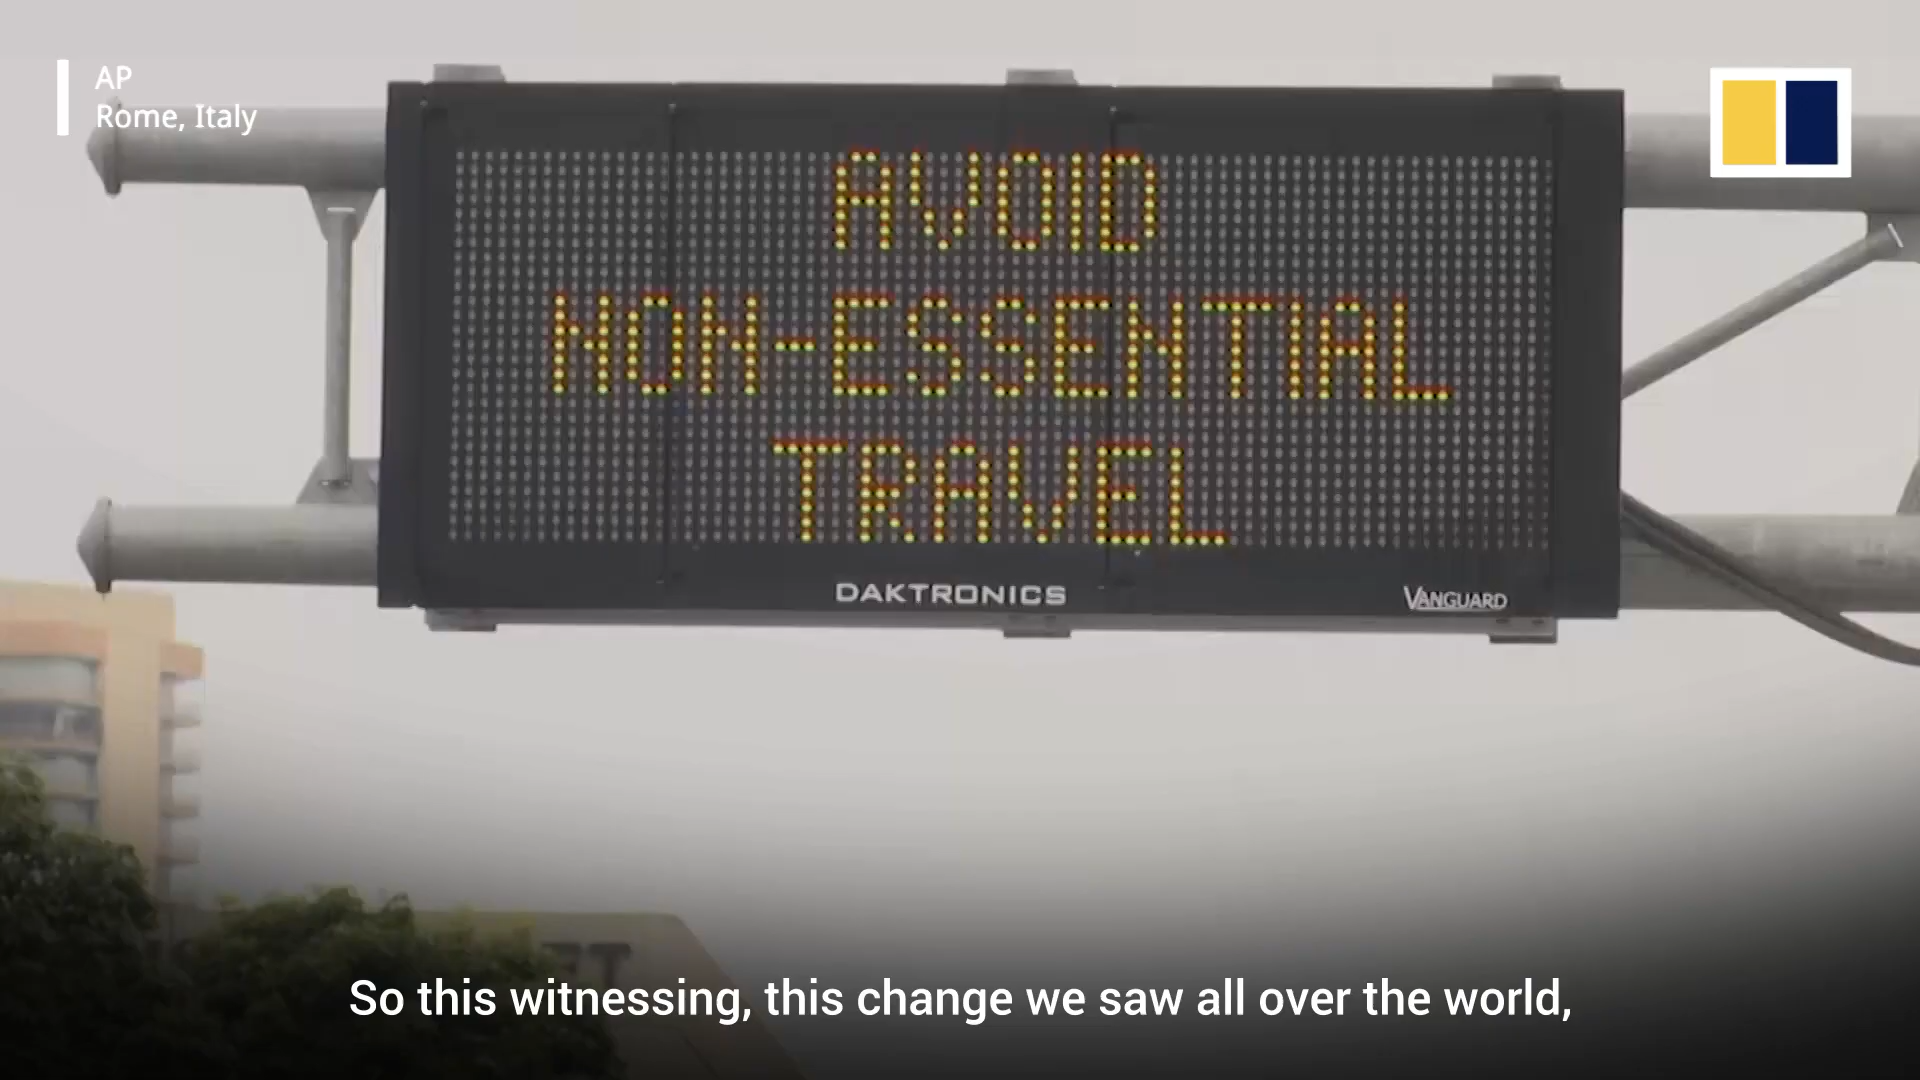 AP
Rome, Italy
AVOID
NON-ESSENTIAL
TRAVEL
DAKTRONICS
VANGUARD
So this witnessing, this change we saw all over the world,